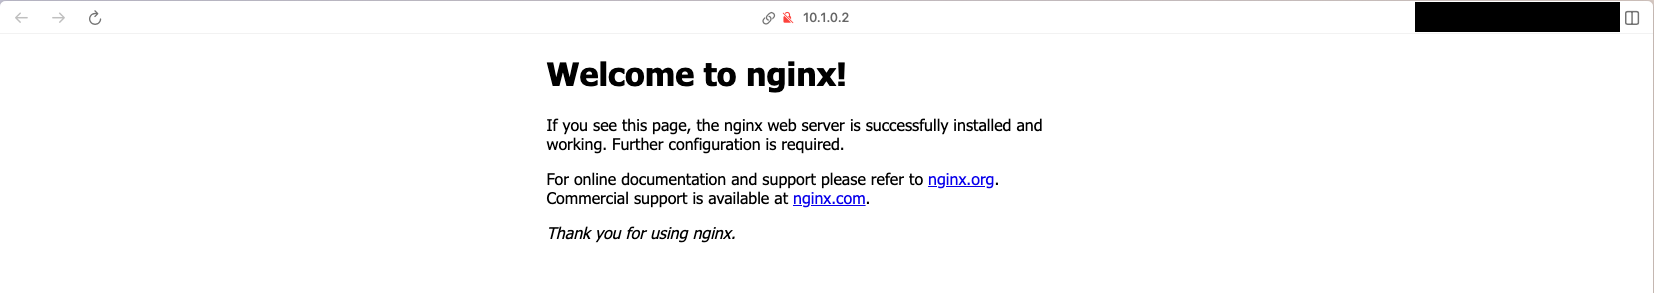 10.1.0.2
Welcome to nginx!
If you see this page, the nginx web server is successfully installed and
working. Further configuration is required.
For online documentation and support please refer to nginx.org.
Commercial support is available at nginx.com.
Thank you for using nginx.